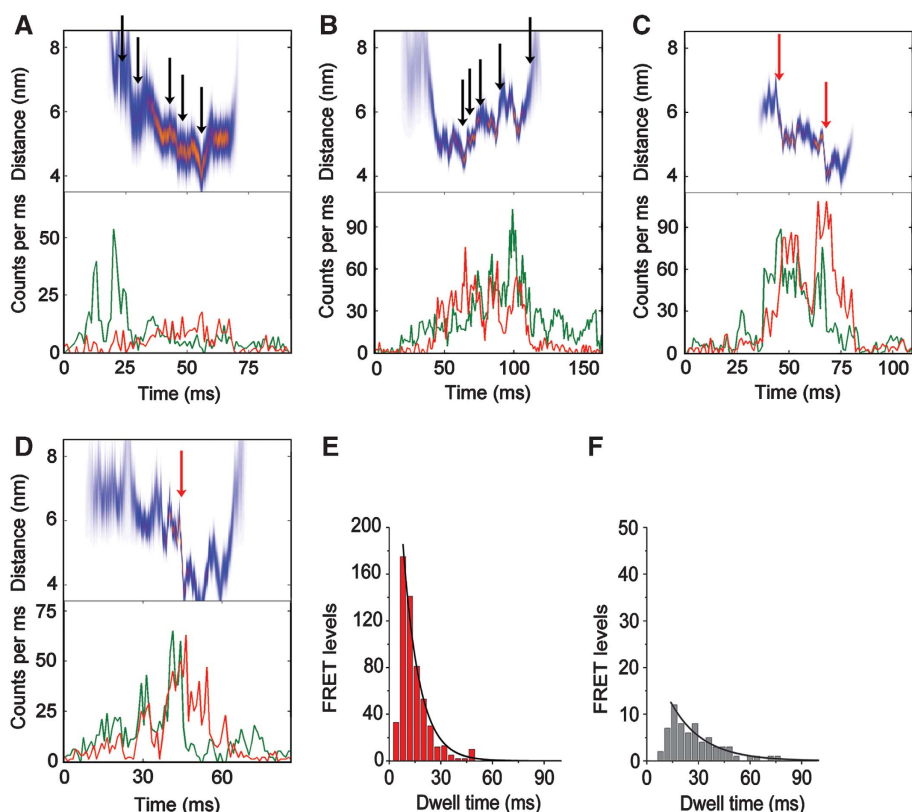 A
B
C
Distance (nm)
8
6
4
Counts per ms
50
25
0
0 25 50 75
Time (ms)
Distance (nm)
8
6
4
Counts per ms
90
60
30
0
0 50 100 150
Time (ms)
Distance (nm)
8
6
4
Counts per ms
90
60
30
0
0 25 50 75 100
Time (ms)
D
E
F
Distance (nm)
8
6
4
Counts per ms
75
50
25
0
0 30 60
Time (ms)
FRET levels
200
180
160
120
80
40
0
0 30 60 90
Dwell time (ms)
FRET levels
50
40
30
20
10
0
0 30 60 90
Dwell time (ms)